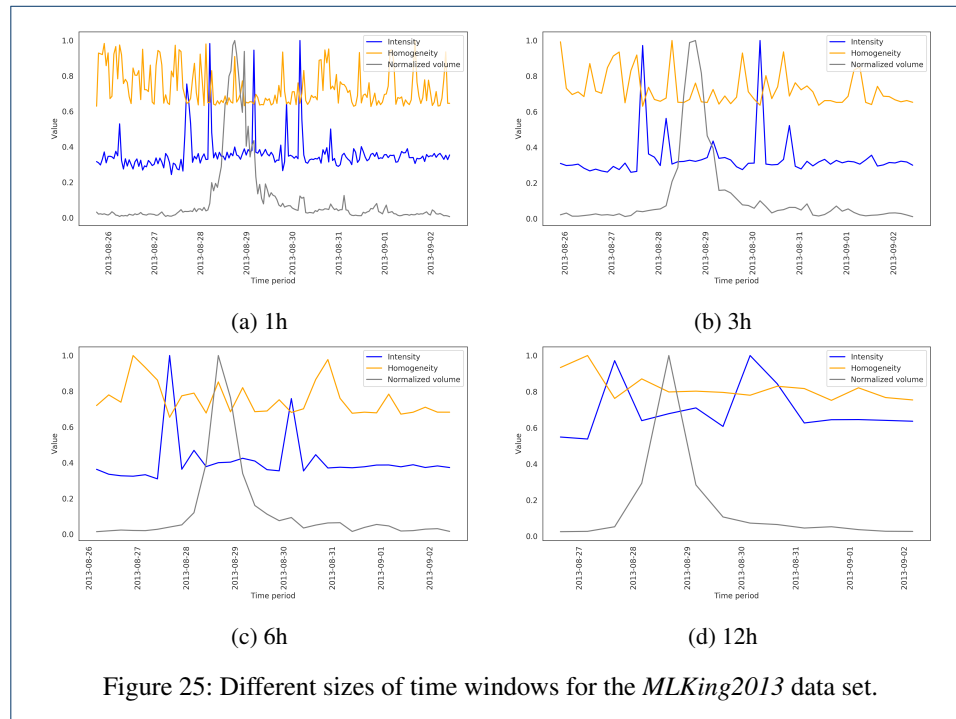 1.0
0.8
0.6
0.4
0.2
0.0
Value
Intensity
Homogeneity
Normalized volume
2013-08-26
2013-08-27
2013-08-28
2013-08-29
2013-08-30
2013-08-31
2013-09-01
2013-09-02
Time period
(a) 1h
1.0
0.8
0.6
0.4
0.2
0.0
Value
Intensity
Homogeneity
Normalized volume
2013-08-26
2013-08-27
2013-08-28
2013-08-29
2013-08-30
2013-08-31
2013-09-01
2013-09-02
Time period
(b) 3h
1.0
0.8
0.6
0.4
0.2
0.0
Value
Intensity
Homogeneity
Normalized volume
2013-08-26
2013-08-27
2013-08-28
2013-08-29
2013-08-30
2013-08-31
2013-09-01
2013-09-02
Time period
(c) 6h
1.0
0.8
0.6
0.4
0.2
0.0
Value
Intensity
Homogeneity
Normalized volume
2013-08-27
2013-08-28
2013-08-29
2013-08-30
2013-08-31
2013-09-01
2013-09-02
Time period
(d) 12h
Figure 25: Different sizes of time windows for the MLKing2013 data set.